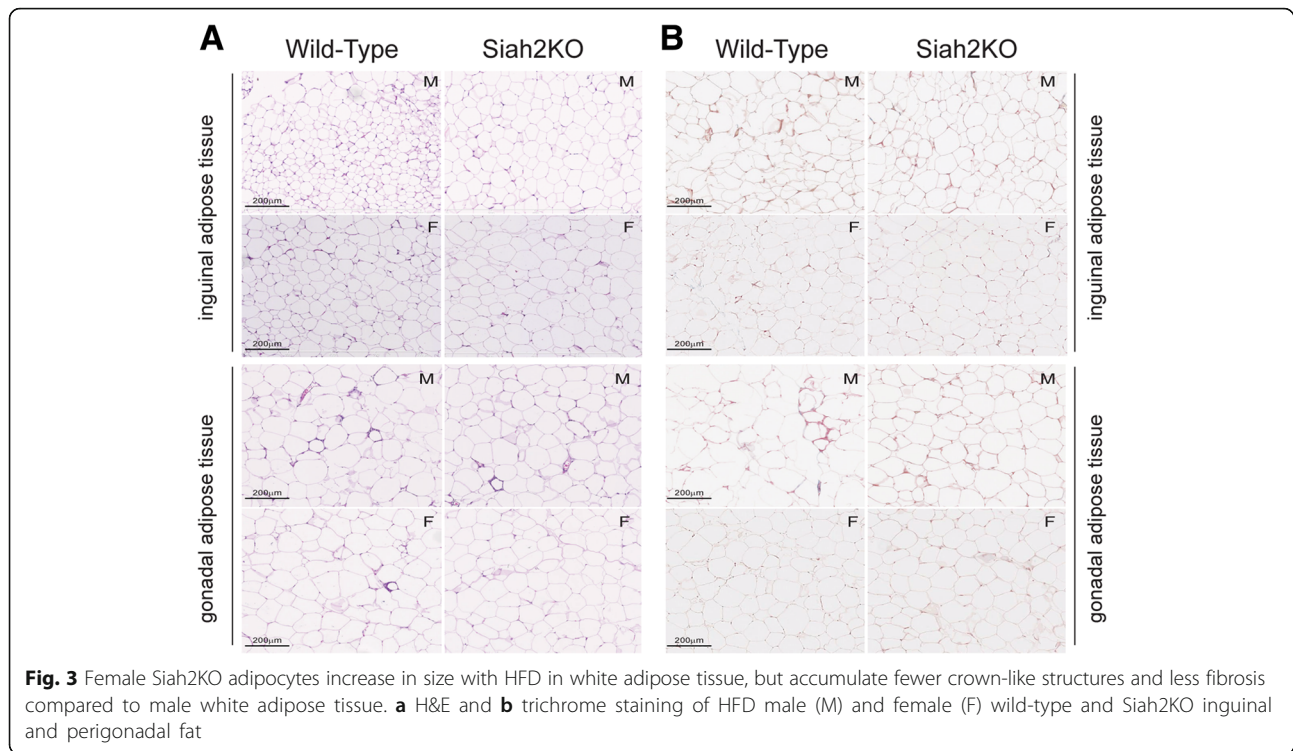 A
B
Wild-Type Siah2KO Wild-Type Siah2KO
inguinal adipose tissue
M M M M
200µm 200µm
F F F F
200µm 200µm
inguinal adipose tissue
gonadal adipose tissue
M M M M
200µm 200µm
F F F F
200µm 200µm
gonadal adipose tissue
Fig. 3 Female Siah2KO adipocytes increase in size with HFD in white adipose tissue, but accumulate fewer crown-like structures and less fibrosis
compared to male white adipose tissue. a H&E and b trichrome staining of HFD male (M) and female (F) wild-type and Siah2KO inguinal
and perigonadal fat